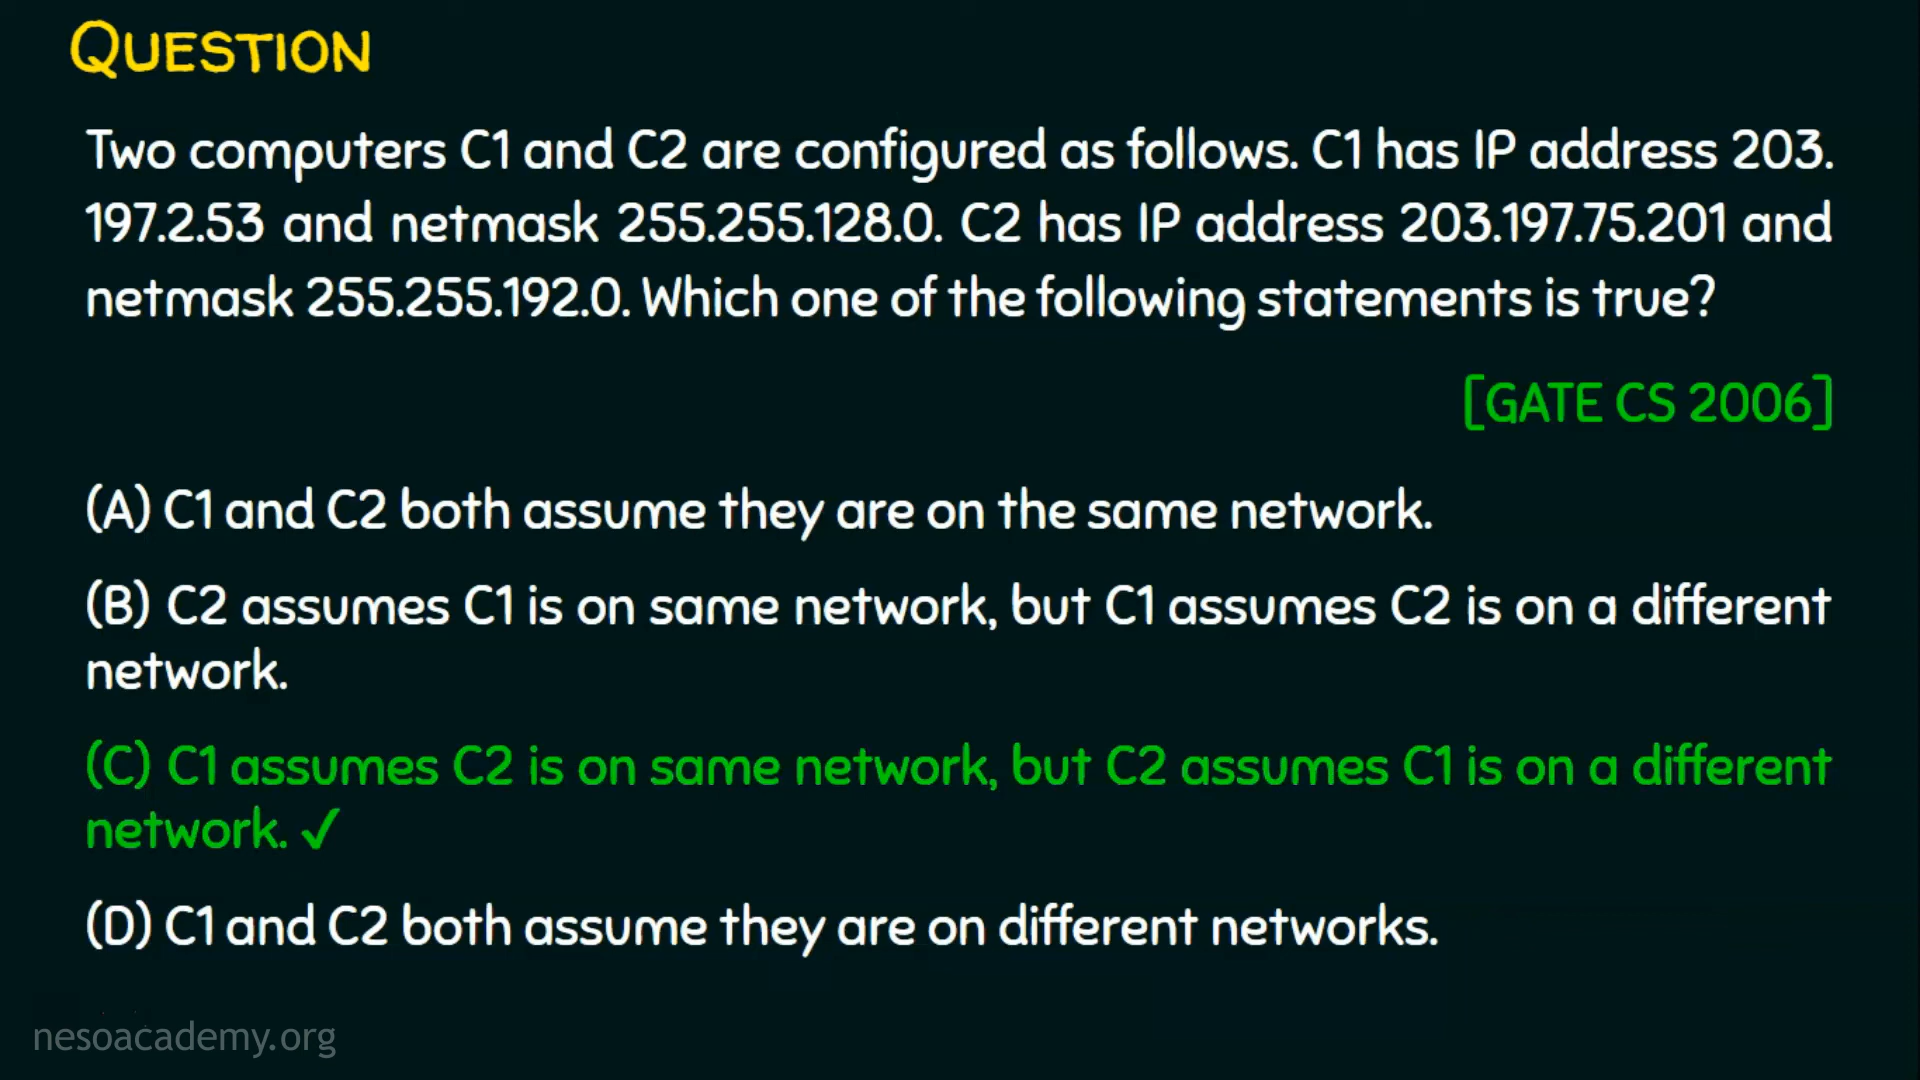 QUESTION
Two computers C1 and C2 are configured as follows. C1 has IP address 203.
197.2.53 and netmask 255.255.128.0. C2 has IP address 203.197.75.201 and
netmask 255.255.192.0. Which one of the following statements is true?
[GATE CS 2006]
(A) C1 and C2 both assume they are on the same network.
(B) C2 assumes C1 is on same network, but C1 assumes C2 is on a different
network.
(C) C1 assumes C2 is on same network, but C2 assumes C1 is on a different
network. ✓
(D) C1 and C2 both assume they are on different networks.
nesoacademy.org